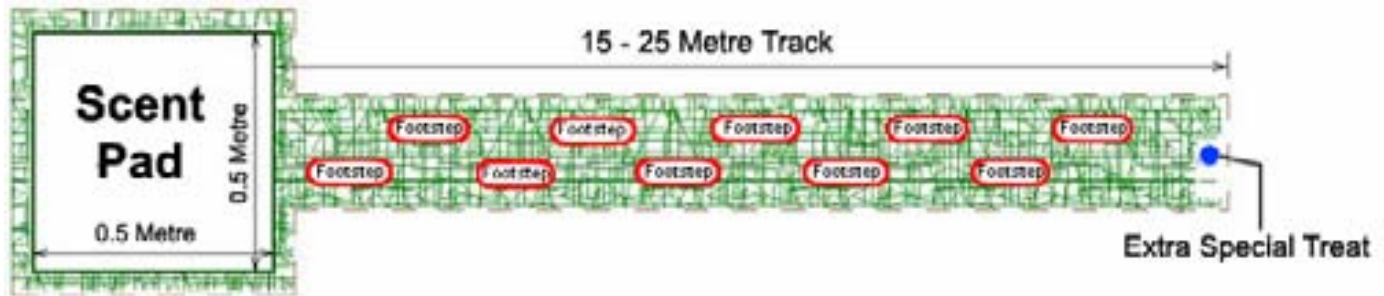 15 - 25 Metre Track
Scent
Pad
0.5 Metre
0.5 Metre
Footstep
Footstep
Footstep
Footstep
Footstep
Footstep
Footstep
Footstep
Footstep
Footstep
Extra Special Treat